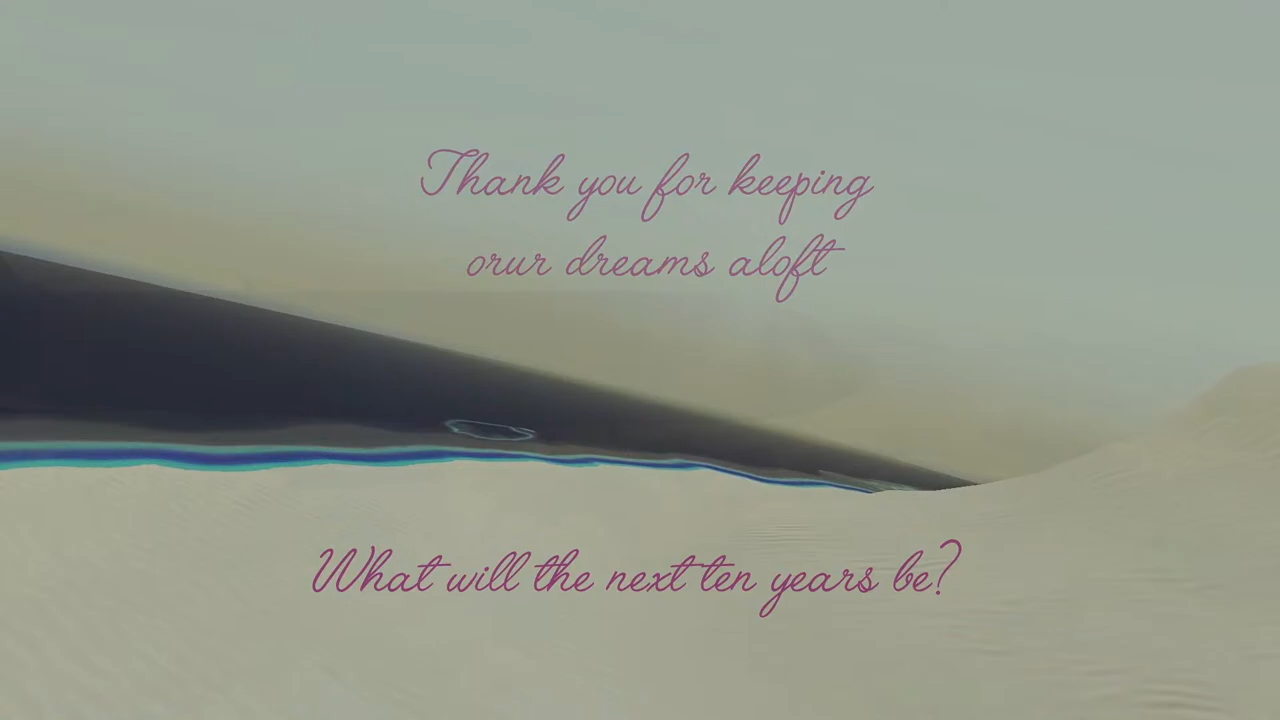 Thank you for keeping
orur dreams aloft
What will the next ten years be?